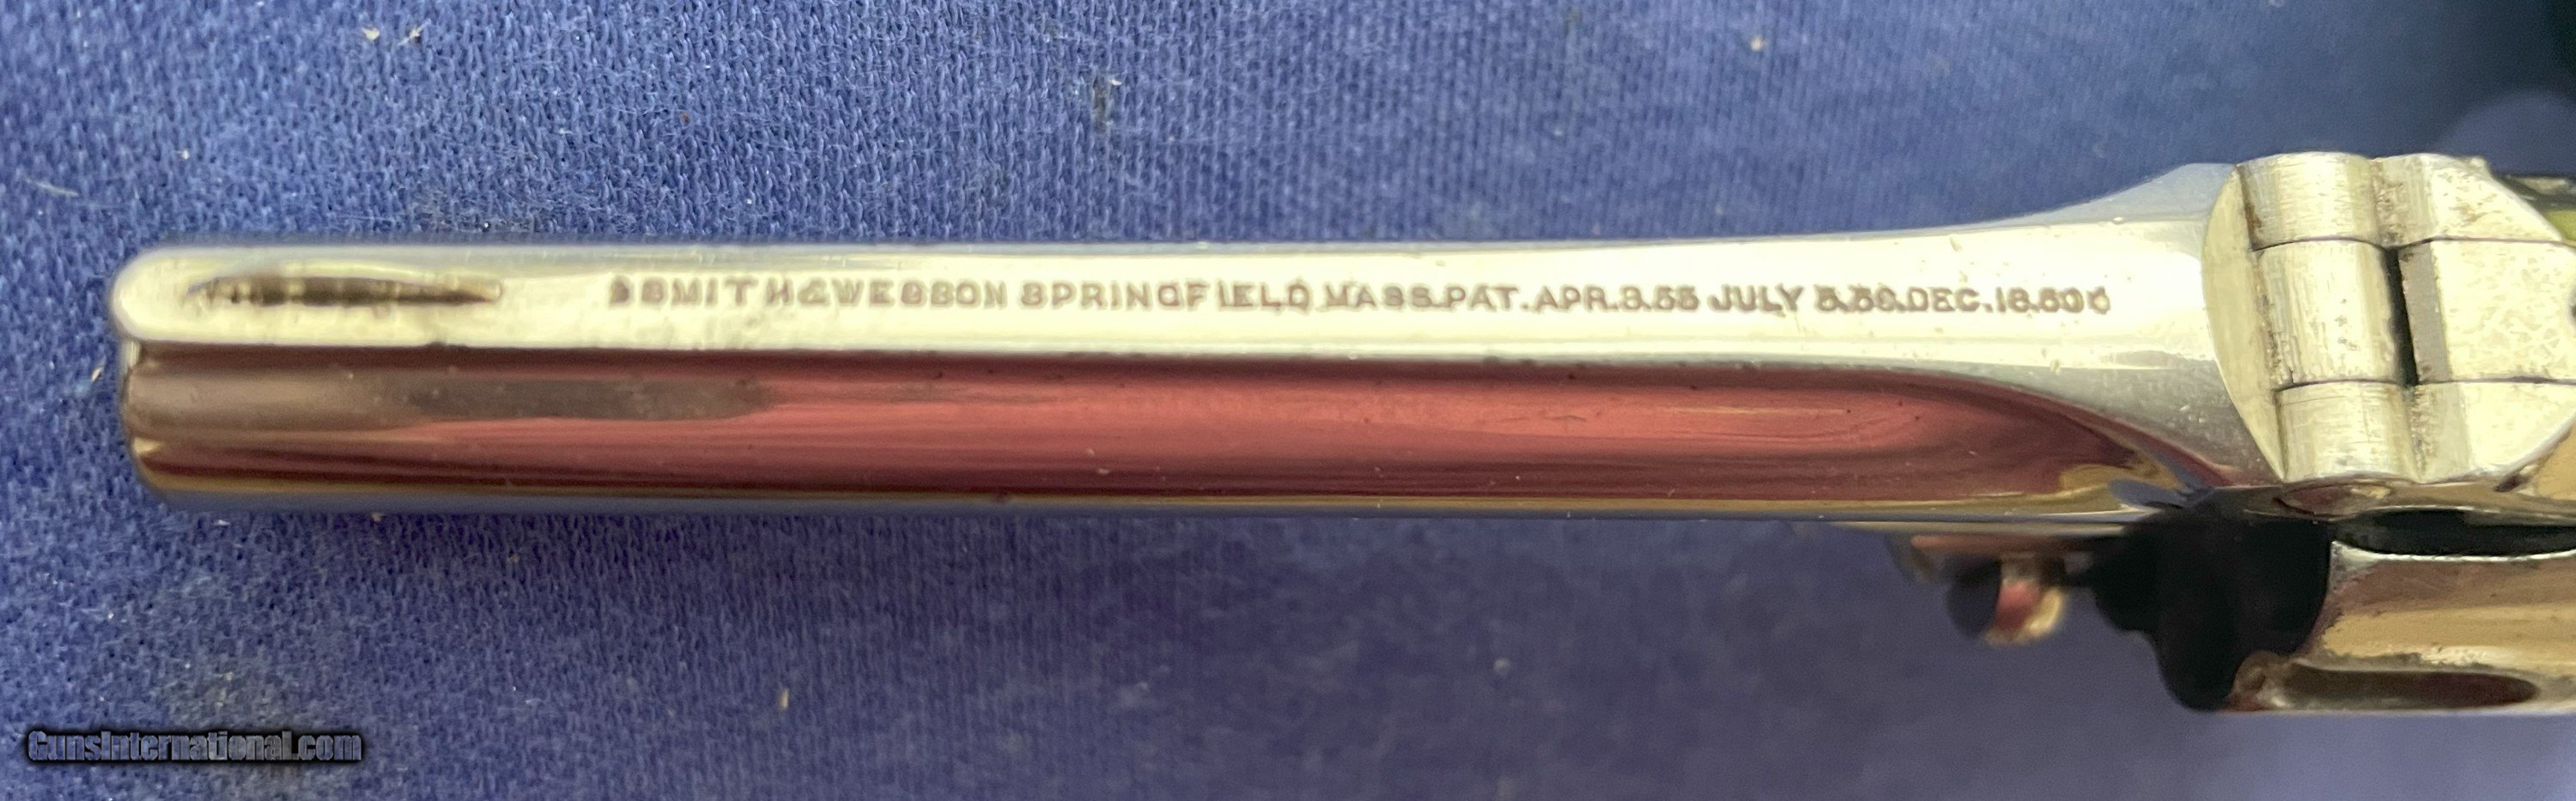 SMITH & WESSON SPRINGFIELD MASS. PAT. APR. 3. 55 JULY 5. 59. DEC. 18. 60
GunsInternational.com